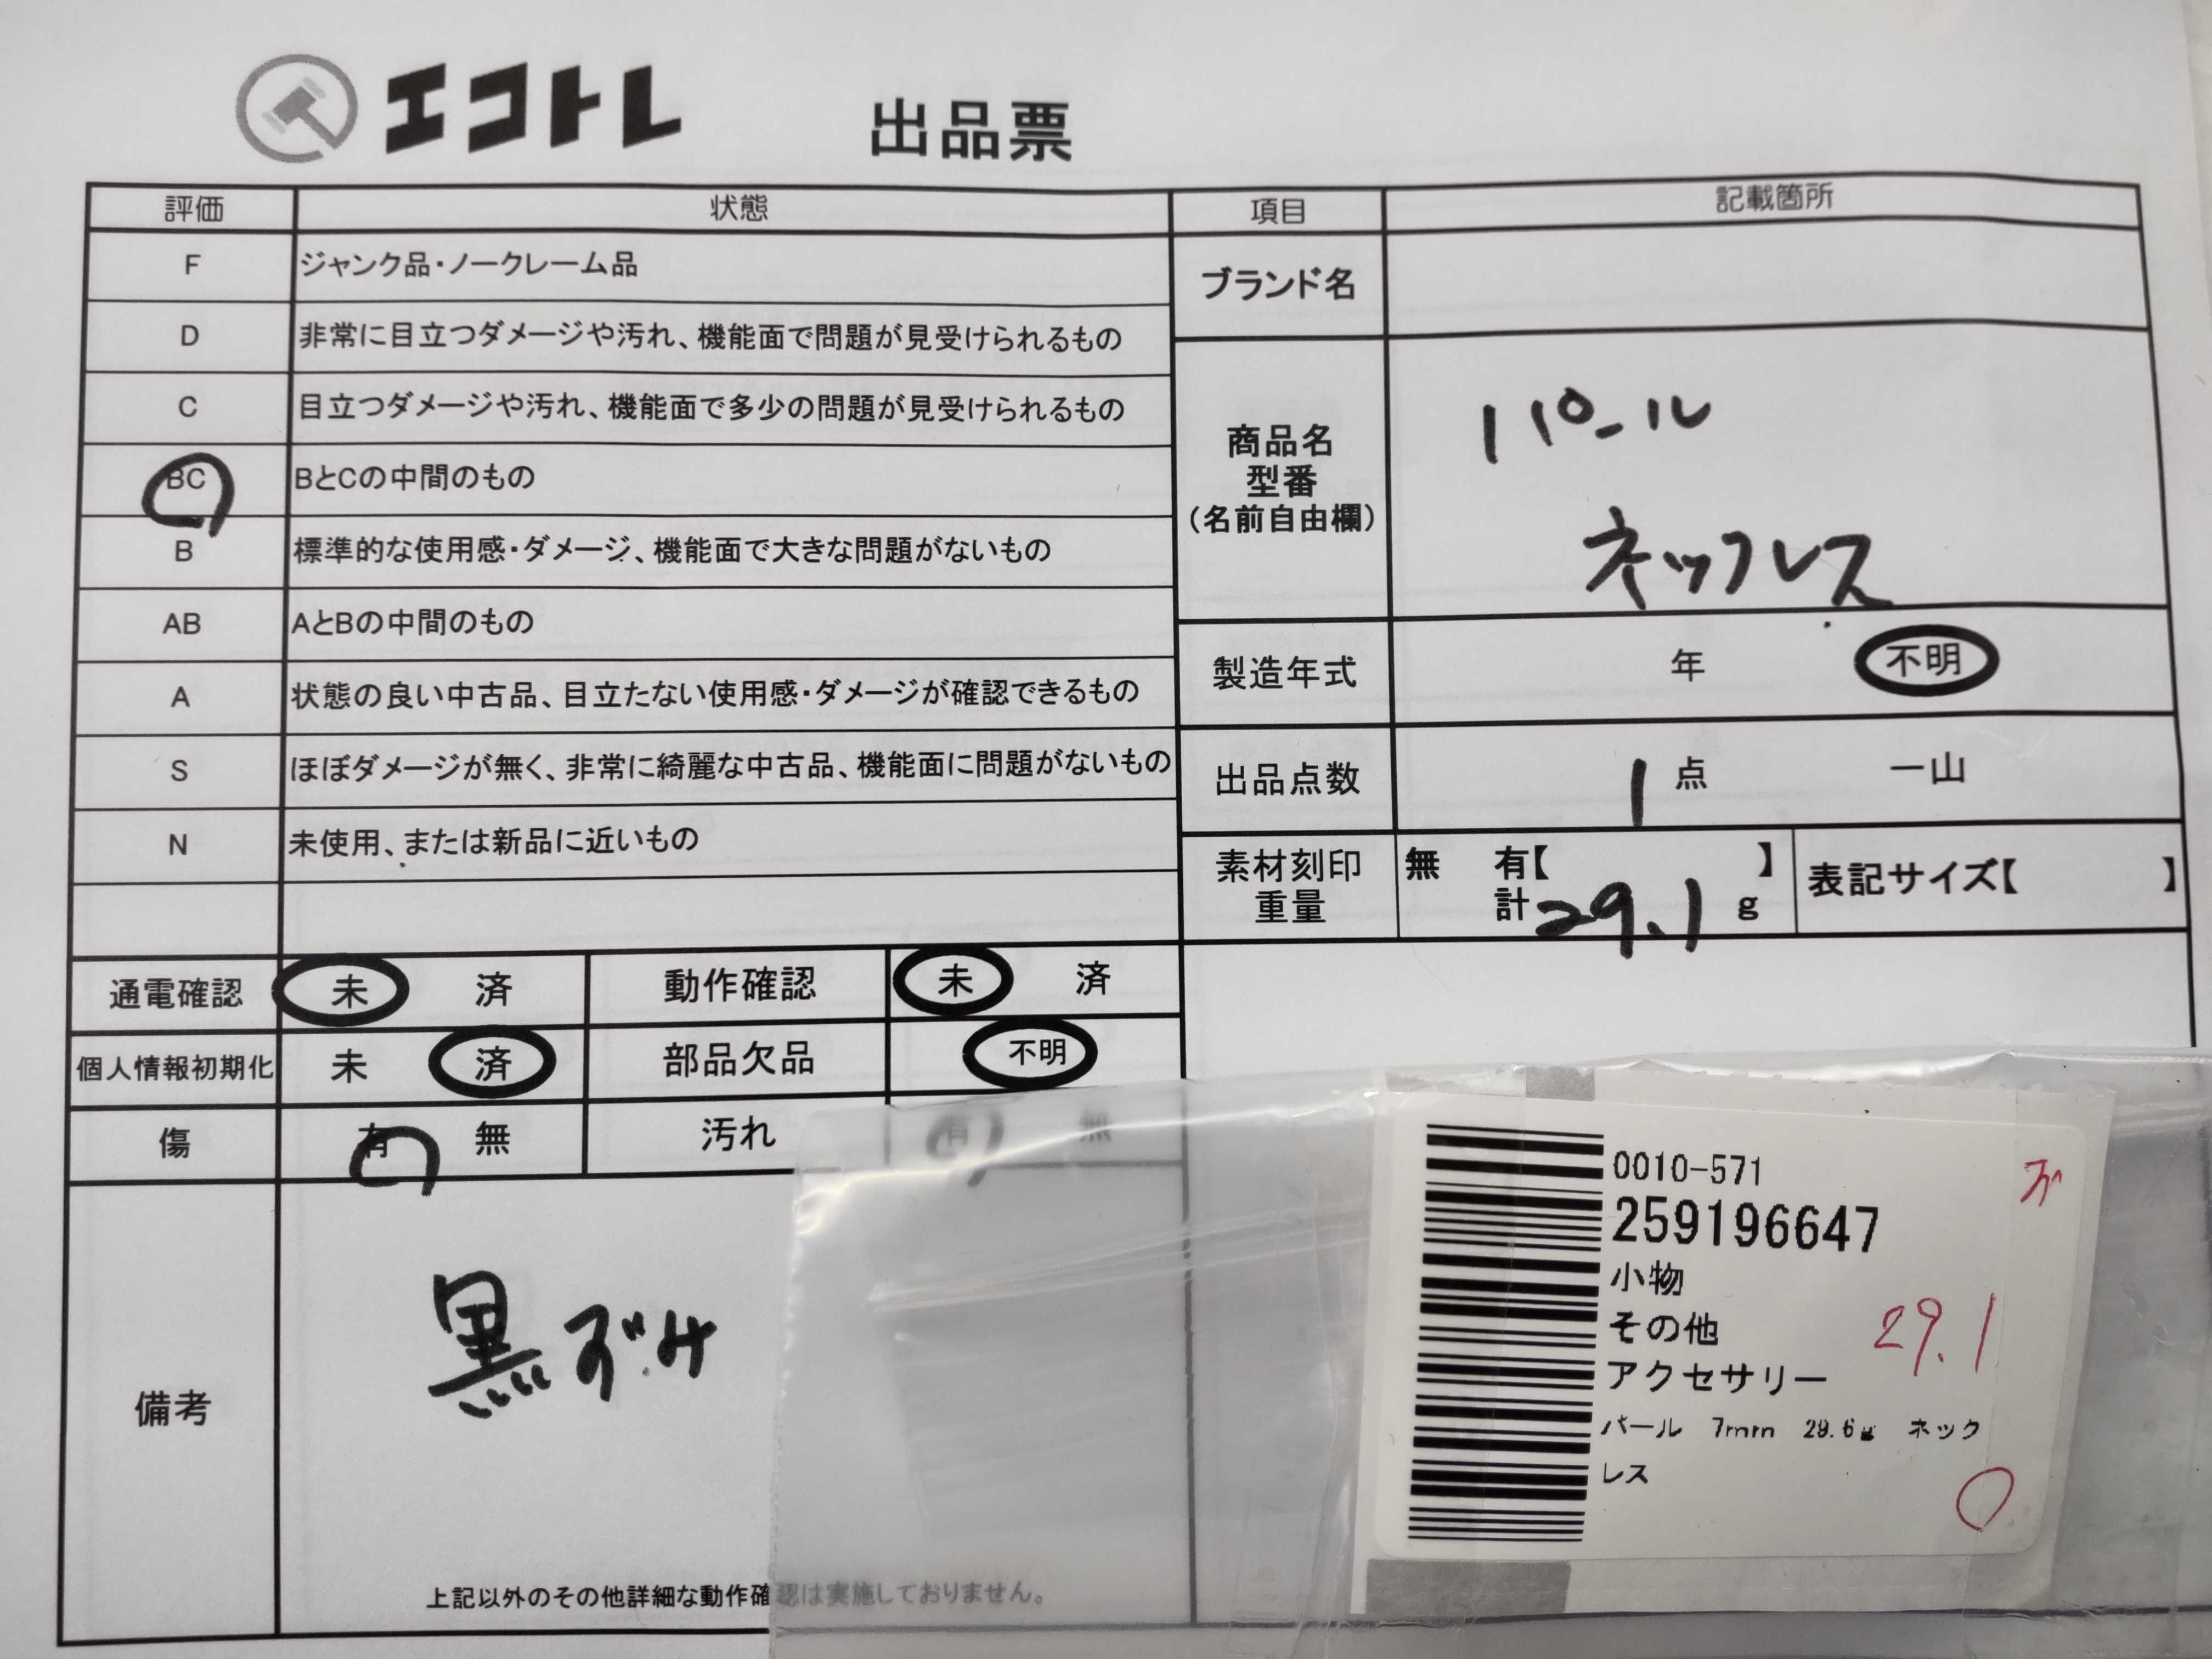 エコトレ 出品票
評価 状態 項目 記載箇所
F ジャンク品・ノークレーム品
D 非常に目立つダメージや汚れ、機能面で問題が見受けられるもの
C 目立つダメージや汚れ、機能面で多少の問題が見受けられるもの
BC BとCの中間のもの
B 標準的な使用感・ダメージ、機能面で大きな問題がないもの
AB AとBの中間のもの
A 状態の良い中古品、目立たない使用感・ダメージが確認できるもの
S ほぼダメージが無く、非常に綺麗な中古品、機能面に問題がないもの
N 未使用、または新品に近いもの
ブランド名
商品名
型番
(名前自由欄)
パール
ネックレス
製造年式 年 不明
出品点数 1 点 一山
素材刻印 無 有【 】 表記サイズ【 】
重量 計 29.1 g
通電確認 未 済 動作確認 未 済
個人情報初期化 未 済 部品欠品 不明
傷 有 無 汚れ 有 無
備考
黒ずみ
上記以外のその他詳細な動作確認は実施しておりません。
0010-571
259196647
小物
その他
アクセサリー
29.1
パール 7mm 29.6g ネック
レス